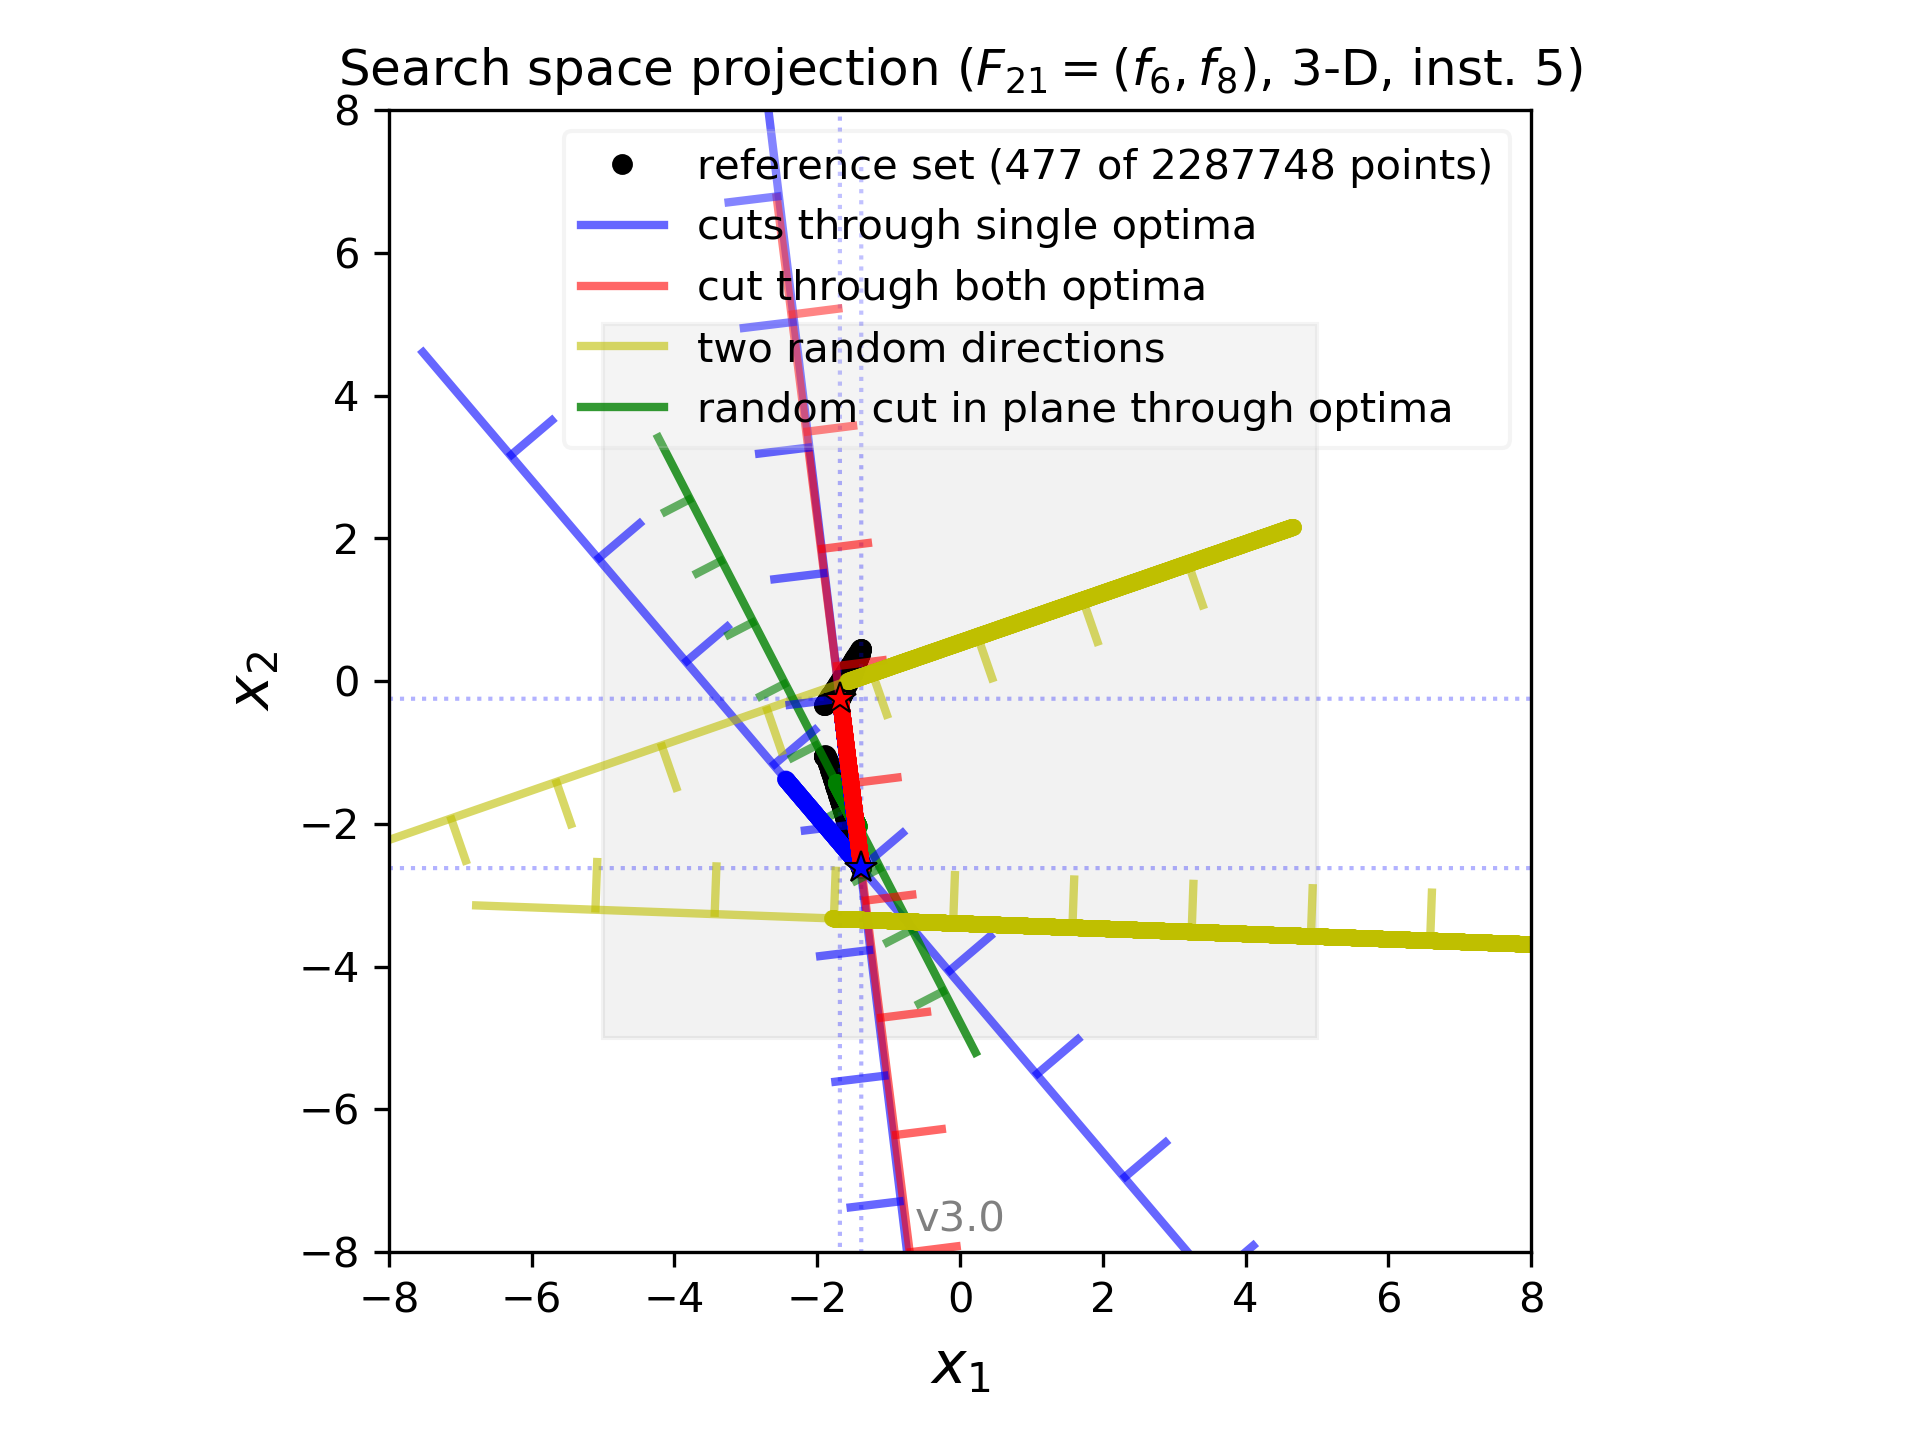 Search space projection (F₂₁ = (f₆, f₈), 3-D, inst. 5)
reference set (477 of 2287748 points)
cuts through single optima
cut through both optima
two random directions
random cut in plane through optima
8
6
4
2
0
−2
−4
−6
−8
x₂
v3.0
−8 −6 −4 −2 0 2 4 6 8
x₁